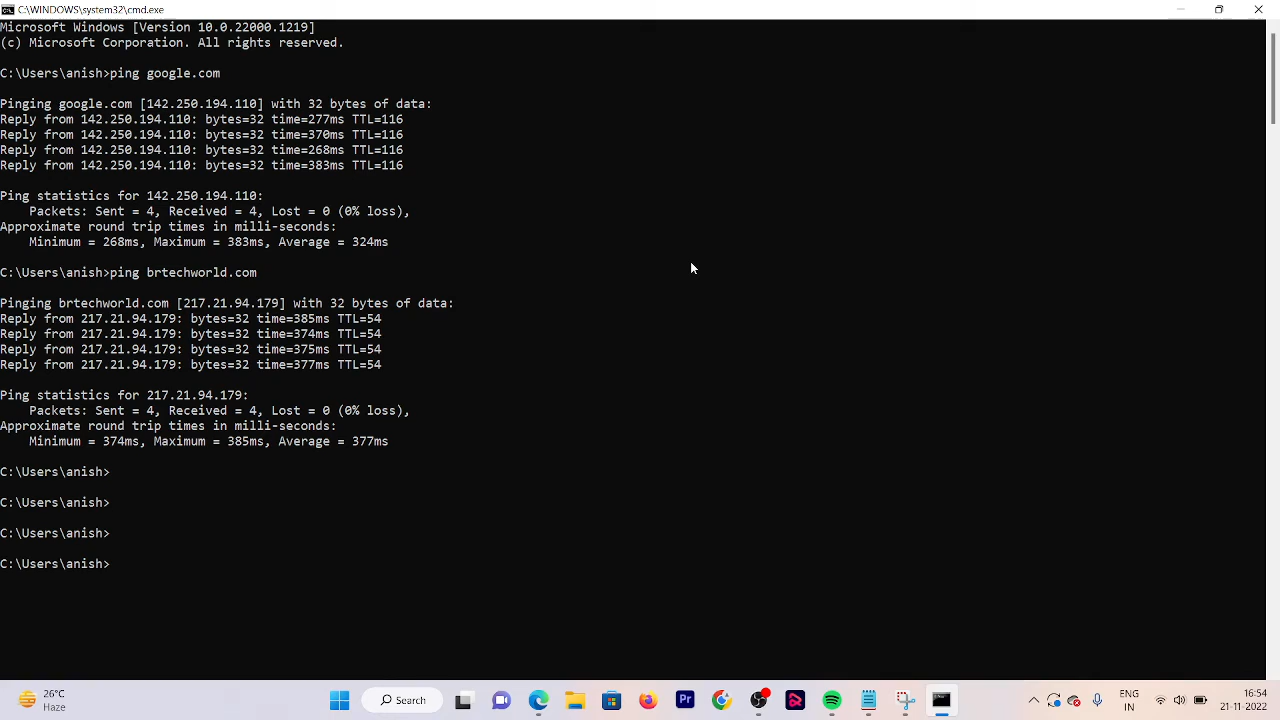 C:\WINDOWS\system32\cmd.exe
Microsoft Windows [Version 10.0.22000.1219]
(c) Microsoft Corporation. All rights reserved.
C:\Users\anish>ping google.com
Pinging google.com [142.250.194.110] with 32 bytes of data:
Reply from 142.250.194.110: bytes=32 time=277ms TTL=116
Reply from 142.250.194.110: bytes=32 time=370ms TTL=116
Reply from 142.250.194.110: bytes=32 time=268ms TTL=116
Reply from 142.250.194.110: bytes=32 time=383ms TTL=116
Ping statistics for 142.250.194.110:
    Packets: Sent = 4, Received = 4, Lost = 0 (0% loss),
Approximate round trip times in milli-seconds:
    Minimum = 268ms, Maximum = 383ms, Average = 324ms
C:\Users\anish>ping brtechworld.com
Pinging brtechworld.com [217.21.94.179] with 32 bytes of data:
Reply from 217.21.94.179: bytes=32 time=385ms TTL=54
Reply from 217.21.94.179: bytes=32 time=374ms TTL=54
Reply from 217.21.94.179: bytes=32 time=375ms TTL=54
Reply from 217.21.94.179: bytes=32 time=377ms TTL=54
Ping statistics for 217.21.94.179:
    Packets: Sent = 4, Received = 4, Lost = 0 (0% loss),
Approximate round trip times in milli-seconds:
    Minimum = 374ms, Maximum = 385ms, Average = 377ms
C:\Users\anish>
C:\Users\anish>
C:\Users\anish>
C:\Users\anish>
26°C
Haze
Search
Pr
ENG
IN
16:54
21-11-2022